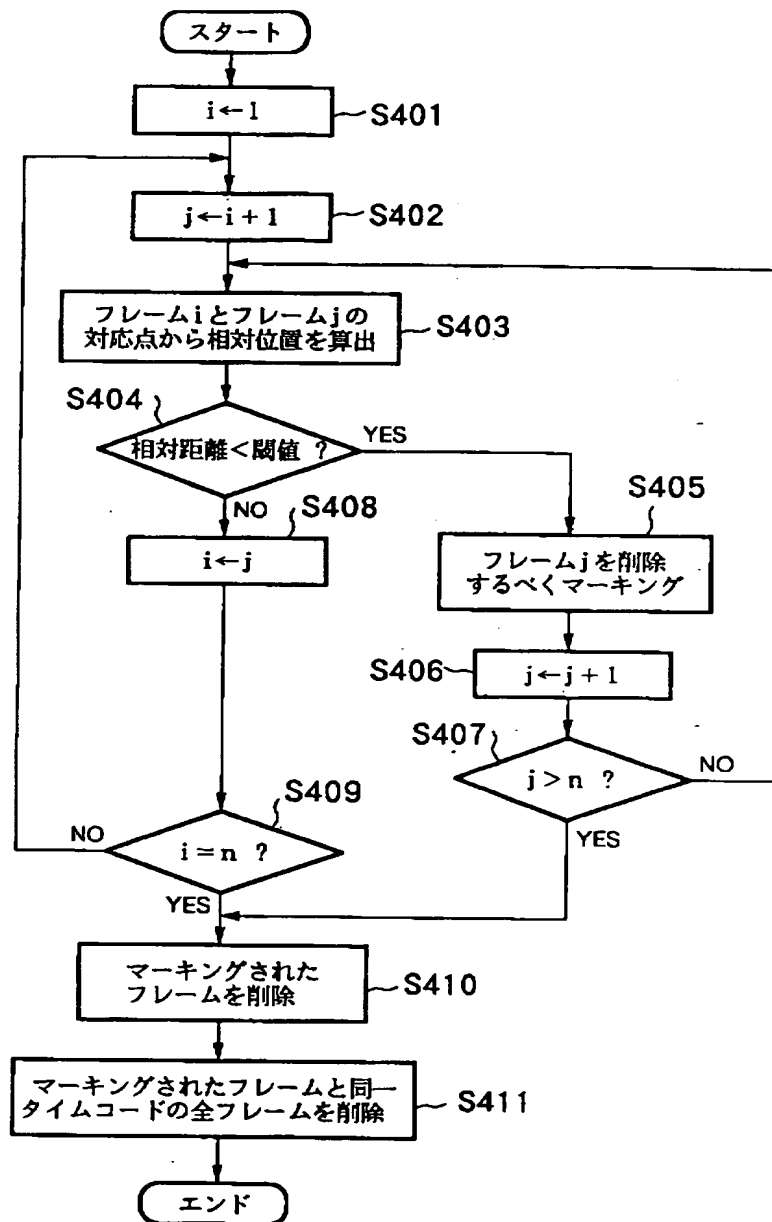 スタート
i←1
S401
j←i+1
S402
フレームiとフレームjの
対応点から相対位置を算出
S403
S404
相対距離<閾値 ?
YES
NO
S408
i←j
S405
フレームjを削除
するべくマーキング
S406
j←j+1
S407
j>n ?
NO
YES
S409
NO
i=n ?
YES
マーキングされた
フレームを削除
S410
マーキングされたフレームと同一
タイムコードの全フレームを削除
S411
エンド